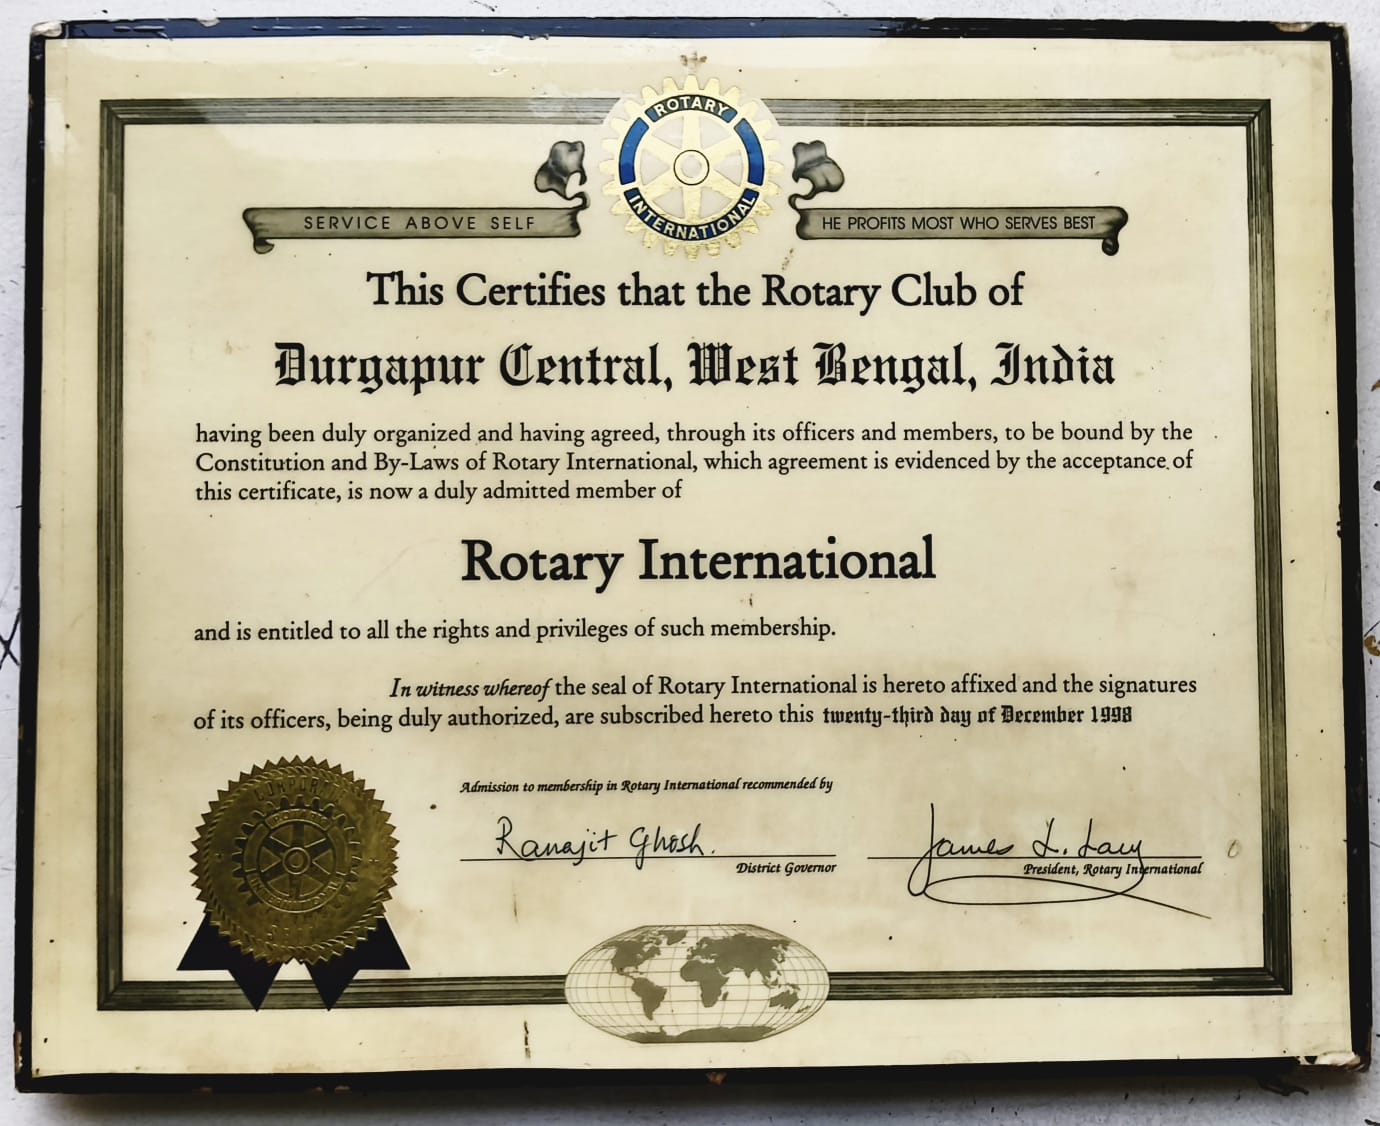 ROTARY
INTERNATIONAL
SERVICE ABOVE SELF
HE PROFITS MOST WHO SERVES BEST
This Certifies that the Rotary Club of
Durgapur Central, West Bengal, India
having been duly organized and having agreed, through its officers and members, to be bound by the
Constitution and By-Laws of Rotary International, which agreement is evidenced by the acceptance of
this certificate, is now a duly admitted member of
Rotary International
and is entitled to all the rights and privileges of such membership.
In witness whereof the seal of Rotary International is hereto affixed and the signatures
of its officers, being duly authorized, are subscribed hereto this twenty-third day of December 1998
Admission to membership in Rotary International recommended by
Ranajit Ghosh.
District Governor
James L. Lacy
President, Rotary International
CORPORATE
ROTARY
INTERNATIONAL
SEAL